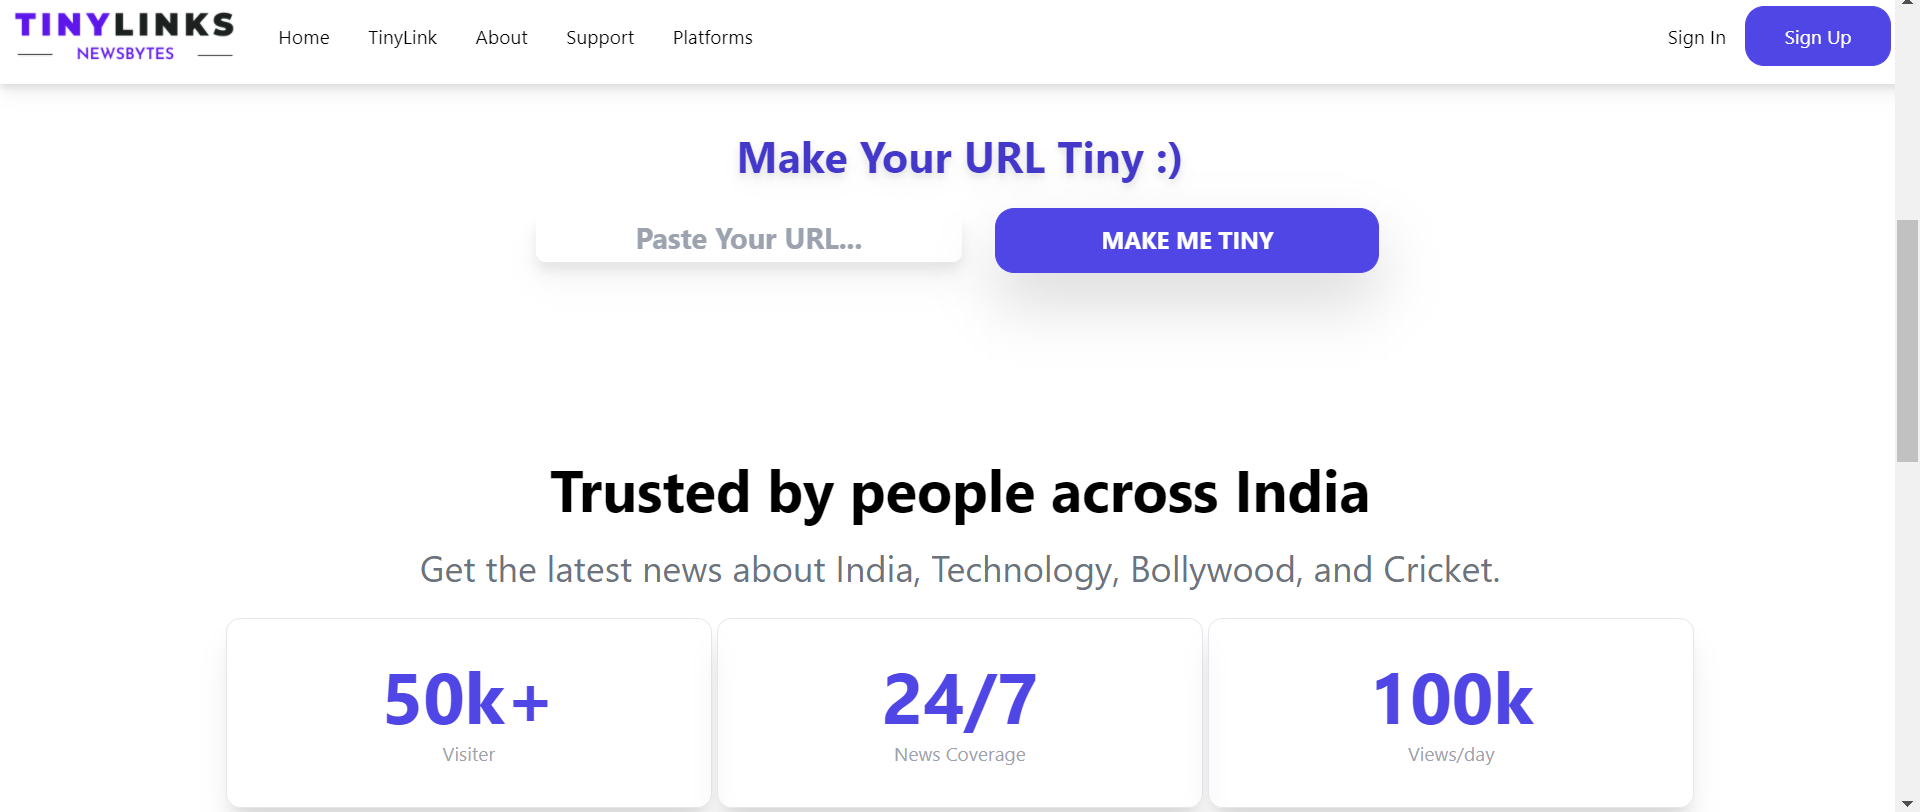 TINYLINKS
NEWSBYTES
Home TinyLink About Support Platforms Sign In Sign Up
Make Your URL Tiny :)
Paste Your URL... MAKE ME TINY
Trusted by people across India
Get the latest news about India, Technology, Bollywood, and Cricket.
50k+ 24/7 100k
Visiter News Coverage Views/day